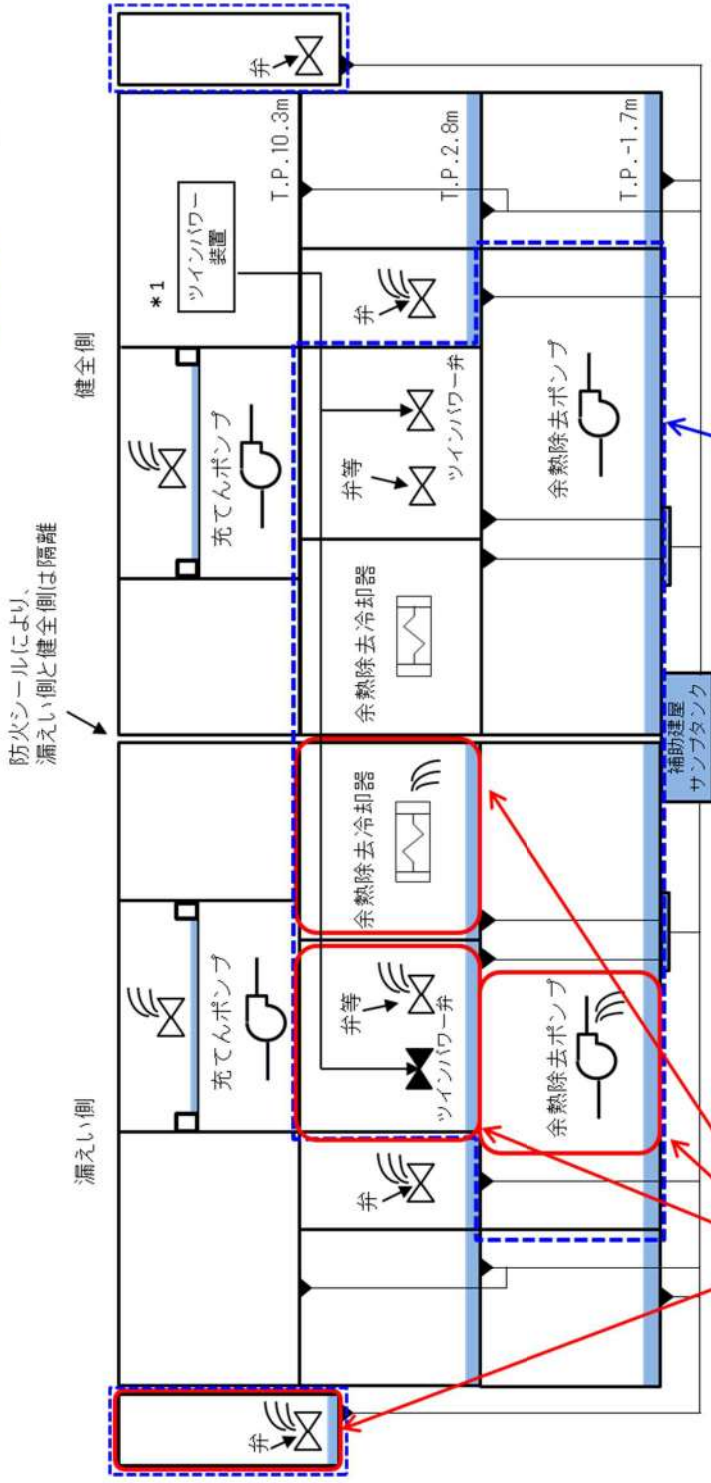 防火シールにより、
漏えい側と健全側は隔離
漏えい側
健全側
弁
充てんポンプ
充てんポンプ
*1
ツインパワー
装置
T.P.10.3m
弁
弁
弁等
ツインパワー弁
余熱除去冷却器
余熱除去冷却器
弁等
ツインパワー弁
弁
T.P.2.8m
余熱除去ポンプ
余熱除去ポンプ
T.P.-1.7m
補助建屋
サンプタンク